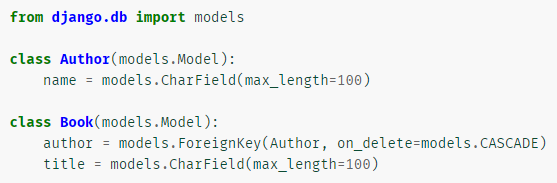 from django.db import models
class Author(models.Model):
    name = models.CharField(max_length=100)
class Book(models.Model):
    author = models.ForeignKey(Author, on_delete=models.CASCADE)
    title = models.CharField(max_length=100)